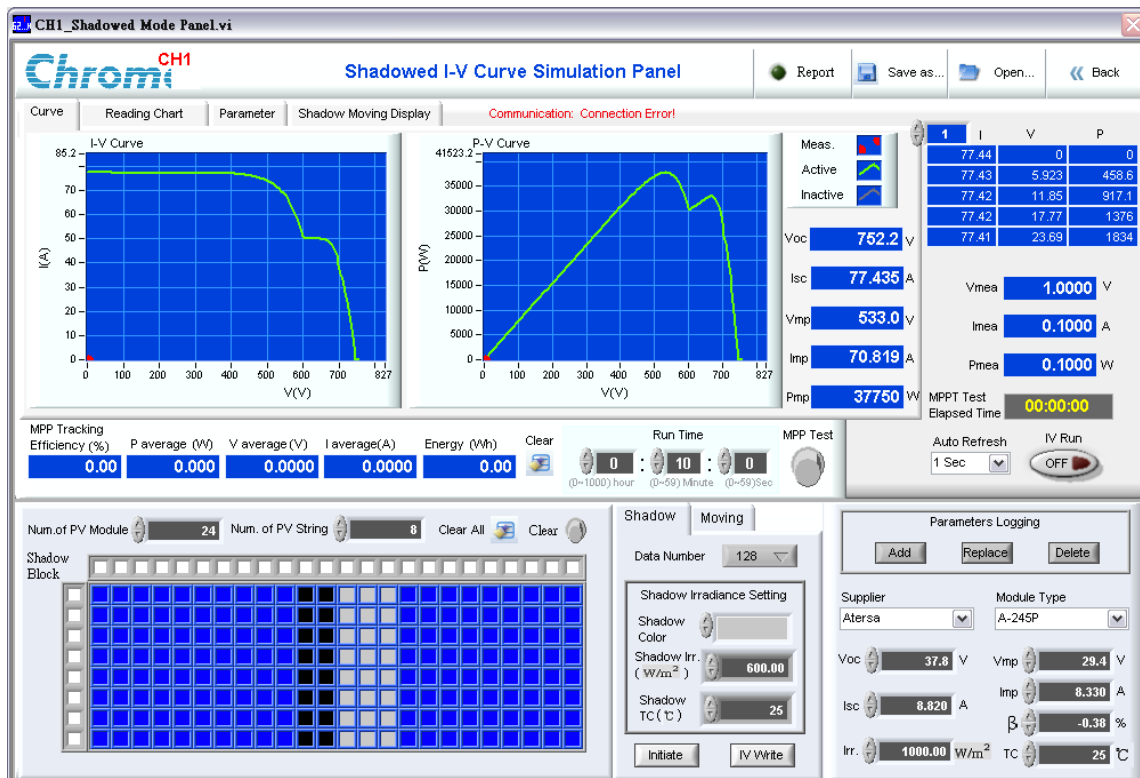 CH1_Shadowed Mode Panel.vi
Chroma CH1
Shadowed I-V Curve Simulation Panel
Report
Save as...
Open...
Back
Curve
Reading Chart
Parameter
Shadow Moving Display
Communication: Connection Error!
I-V Curve
85.2
70
60
50
40
30
20
10
0
I(A)
0 100 200 300 400 500 600 700 827
V(V)
P-V Curve
41523.2
35000
30000
25000
20000
15000
10000
5000
0
P(W)
0 100 200 300 400 500 600 700 827
V(V)
Meas.
Active
Inactive
Voc 752.2 V
Isc 77.435 A
Vmp 533.0 V
Imp 70.819 A
Pmp 37750 W
1 I V P
77.44 0 0
77.43 5.923 458.6
77.42 11.85 917.1
77.42 17.77 1376
77.41 23.69 1834
Vmea 1.0000 V
Imea 0.1000 A
Pmea 0.1000 W
MPPT Test
Elapsed Time 00:00:00
MPP Tracking
Efficiency (%) P average (W) V average (V) I average(A) Energy (Wh) Clear
0.00 0.000 0.0000 0.0000 0.00
Run Time
0 : 10 : 0
(0~1000) hour (0~59) Minute (0~59)Sec
MPP Test
Auto Refresh
1 Sec
IV Run
OFF
Num.of PV Module 24 Num. of PV String 8 Clear All Clear
Shadow
Block
Shadow
Moving
Data Number 128
Shadow Irradiance Setting
Shadow
Color
Shadow Irr.
( W/m² ) 600.00
Shadow
TC(℃) 25
Initiate
IV Write
Parameters Logging
Add
Replace
Delete
Supplier
Atersa
Module Type
A-245P
Voc 37.8 V
Vmp 29.4 V
Isc 8.820 A
Imp 8.330 A
β -0.38 %
Irr. 1000.00 W/m²
TC 25 ℃